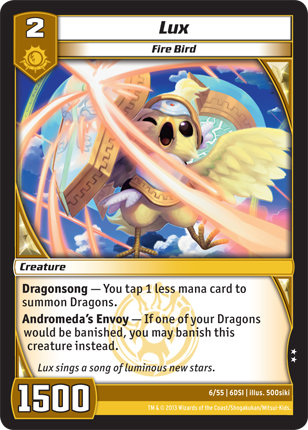 2
Lux
Fire Bird
Creature
Dragonsong — You tap 1 less mana card to
summon Dragons.
Andromeda's Envoy — If one of your Dragons
would be banished, you may banish this
creature instead.
Lux sings a song of luminous new stars.
1500
6/55 | 6DSI | illus. 500siki
TM & © 2013 Wizards of the Coast/Shogakukan/Mitsui-Kids.